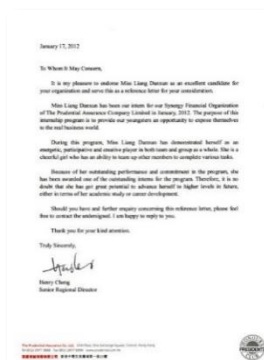 January 17, 2012
To Whom It May Concern,
It is my pleasure to endorse Miss Liang Danxun as an excellent candidate for
your organization and serve this as a reference letter for your consideration.
Miss Liang Danxun has been our intern for our Synergy Financial Organization
of The Prudential Assurance Company Limited in January, 2012. The purpose of this
internship program is to provide our youngsters an opportunity to expose themselves
to the real business world.
During this program, Miss Liang Danxun has demonstrated herself as an
energetic, participative and creative player in both team and group as a whole. She is a
cheerful girl who has an ability to team up other members to complete various tasks.
Because of her outstanding performance and commitment in the program, she
has been awarded one of the outstanding interns for the program. Therefore, it is no
doubt that she has got great potential to advance herself to higher levels in future,
either in terms of her academic study or career development.
Should you have and further enquiry concerning this reference letter, please feel
free to contact the undersigned. I am happy to reply to you.
Thank you for your kind attention.
Truly Sincerely,
Henry Cheng
Senior Regional Director
PRESIDENT